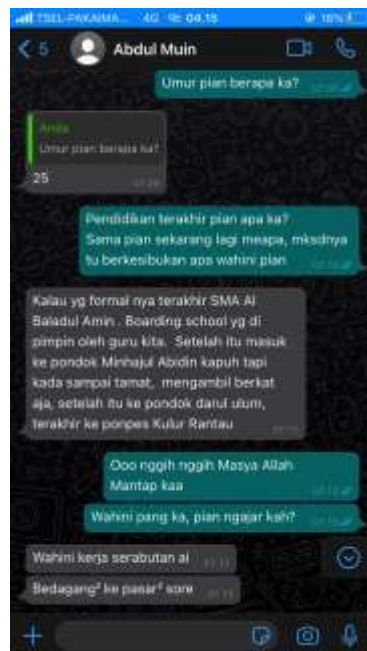 4G 04.15
5 Abdul Muin
Umur pian berapa ka?
Anda
Umur pian berapa ka?
25
Pendidikan terakhir pian apa ka?
Sama pian sekarang lagi meapa, mksdnya
tu berkesibukan apa wahini pian
Kalau yg formal nya terakhir SMA Al
Baladul Amin . Boarding school yg di
pimpin oleh guru kita. Setelah itu masuk
ke pondok Minhajul Abidin kapuh tapi
kada sampai tamat, mengambil berkat
aja, setelah itu ke pondok darul ulum,
terakhir ke ponpes Kulur Rantau
Ooo nggih nggih Masya Allah
Mantap kaa
Wahini pang ka, pian ngajar kah?
Wahini kerja serabutan ai
Bedagang² ke pasar² sore